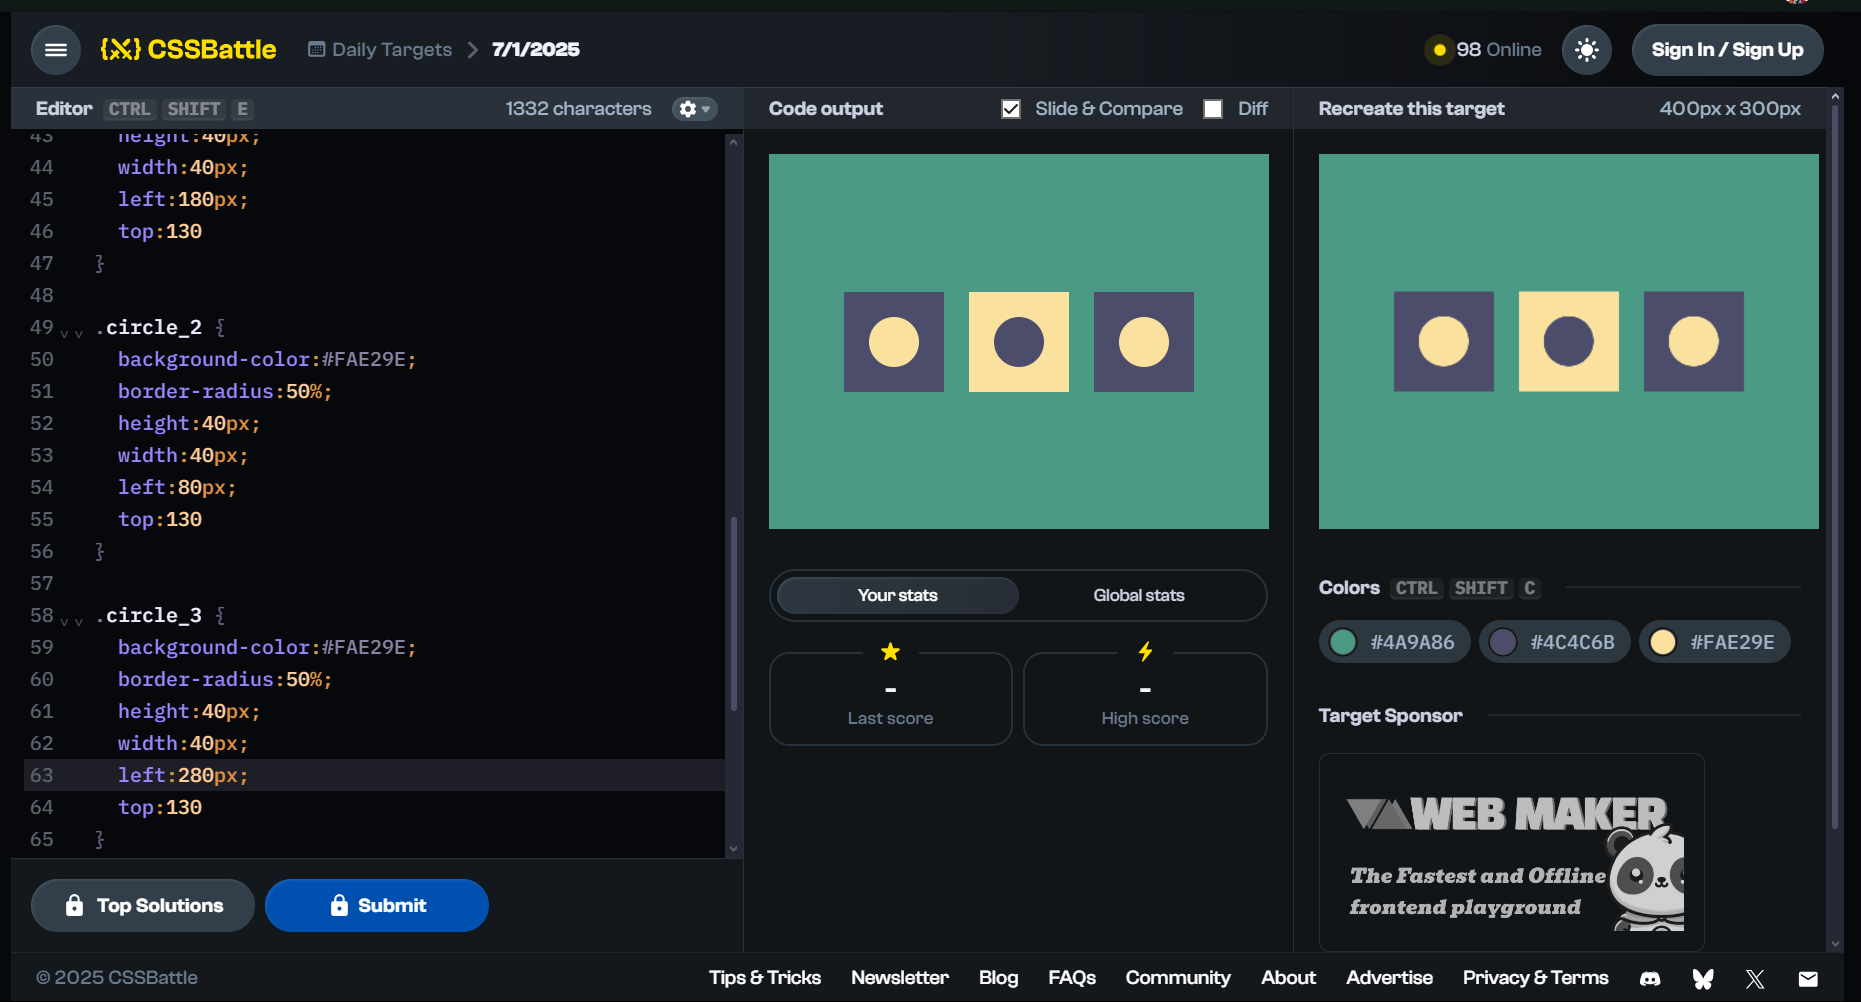 CSSBattle
Daily Targets
7/1/2025
98 Online
Sign In / Sign Up
Editor CTRL SHIFT E
1332 characters
43 height:40px;
44 width:40px;
45 left:180px;
46 top:130
47 }
48
49 .circle_2 {
50 background-color:#FAE29E;
51 border-radius:50%;
52 height:40px;
53 width:40px;
54 left:80px;
55 top:130
56 }
57
58 .circle_3 {
59 background-color:#FAE29E;
60 border-radius:50%;
61 height:40px;
62 width:40px;
63 left:280px;
64 top:130
65 }
Top Solutions
Submit
Code output
Slide & Compare
Diff
Your stats
Global stats
-
Last score
-
High score
Recreate this target
400px x 300px
Colors CTRL SHIFT C
#4A9A86
#4C4C6B
#FAE29E
Target Sponsor
WEB MAKER
The Fastest and Offline
frontend playground
© 2025 CSSBattle
Tips & Tricks
Newsletter
Blog
FAQs
Community
About
Advertise
Privacy & Terms